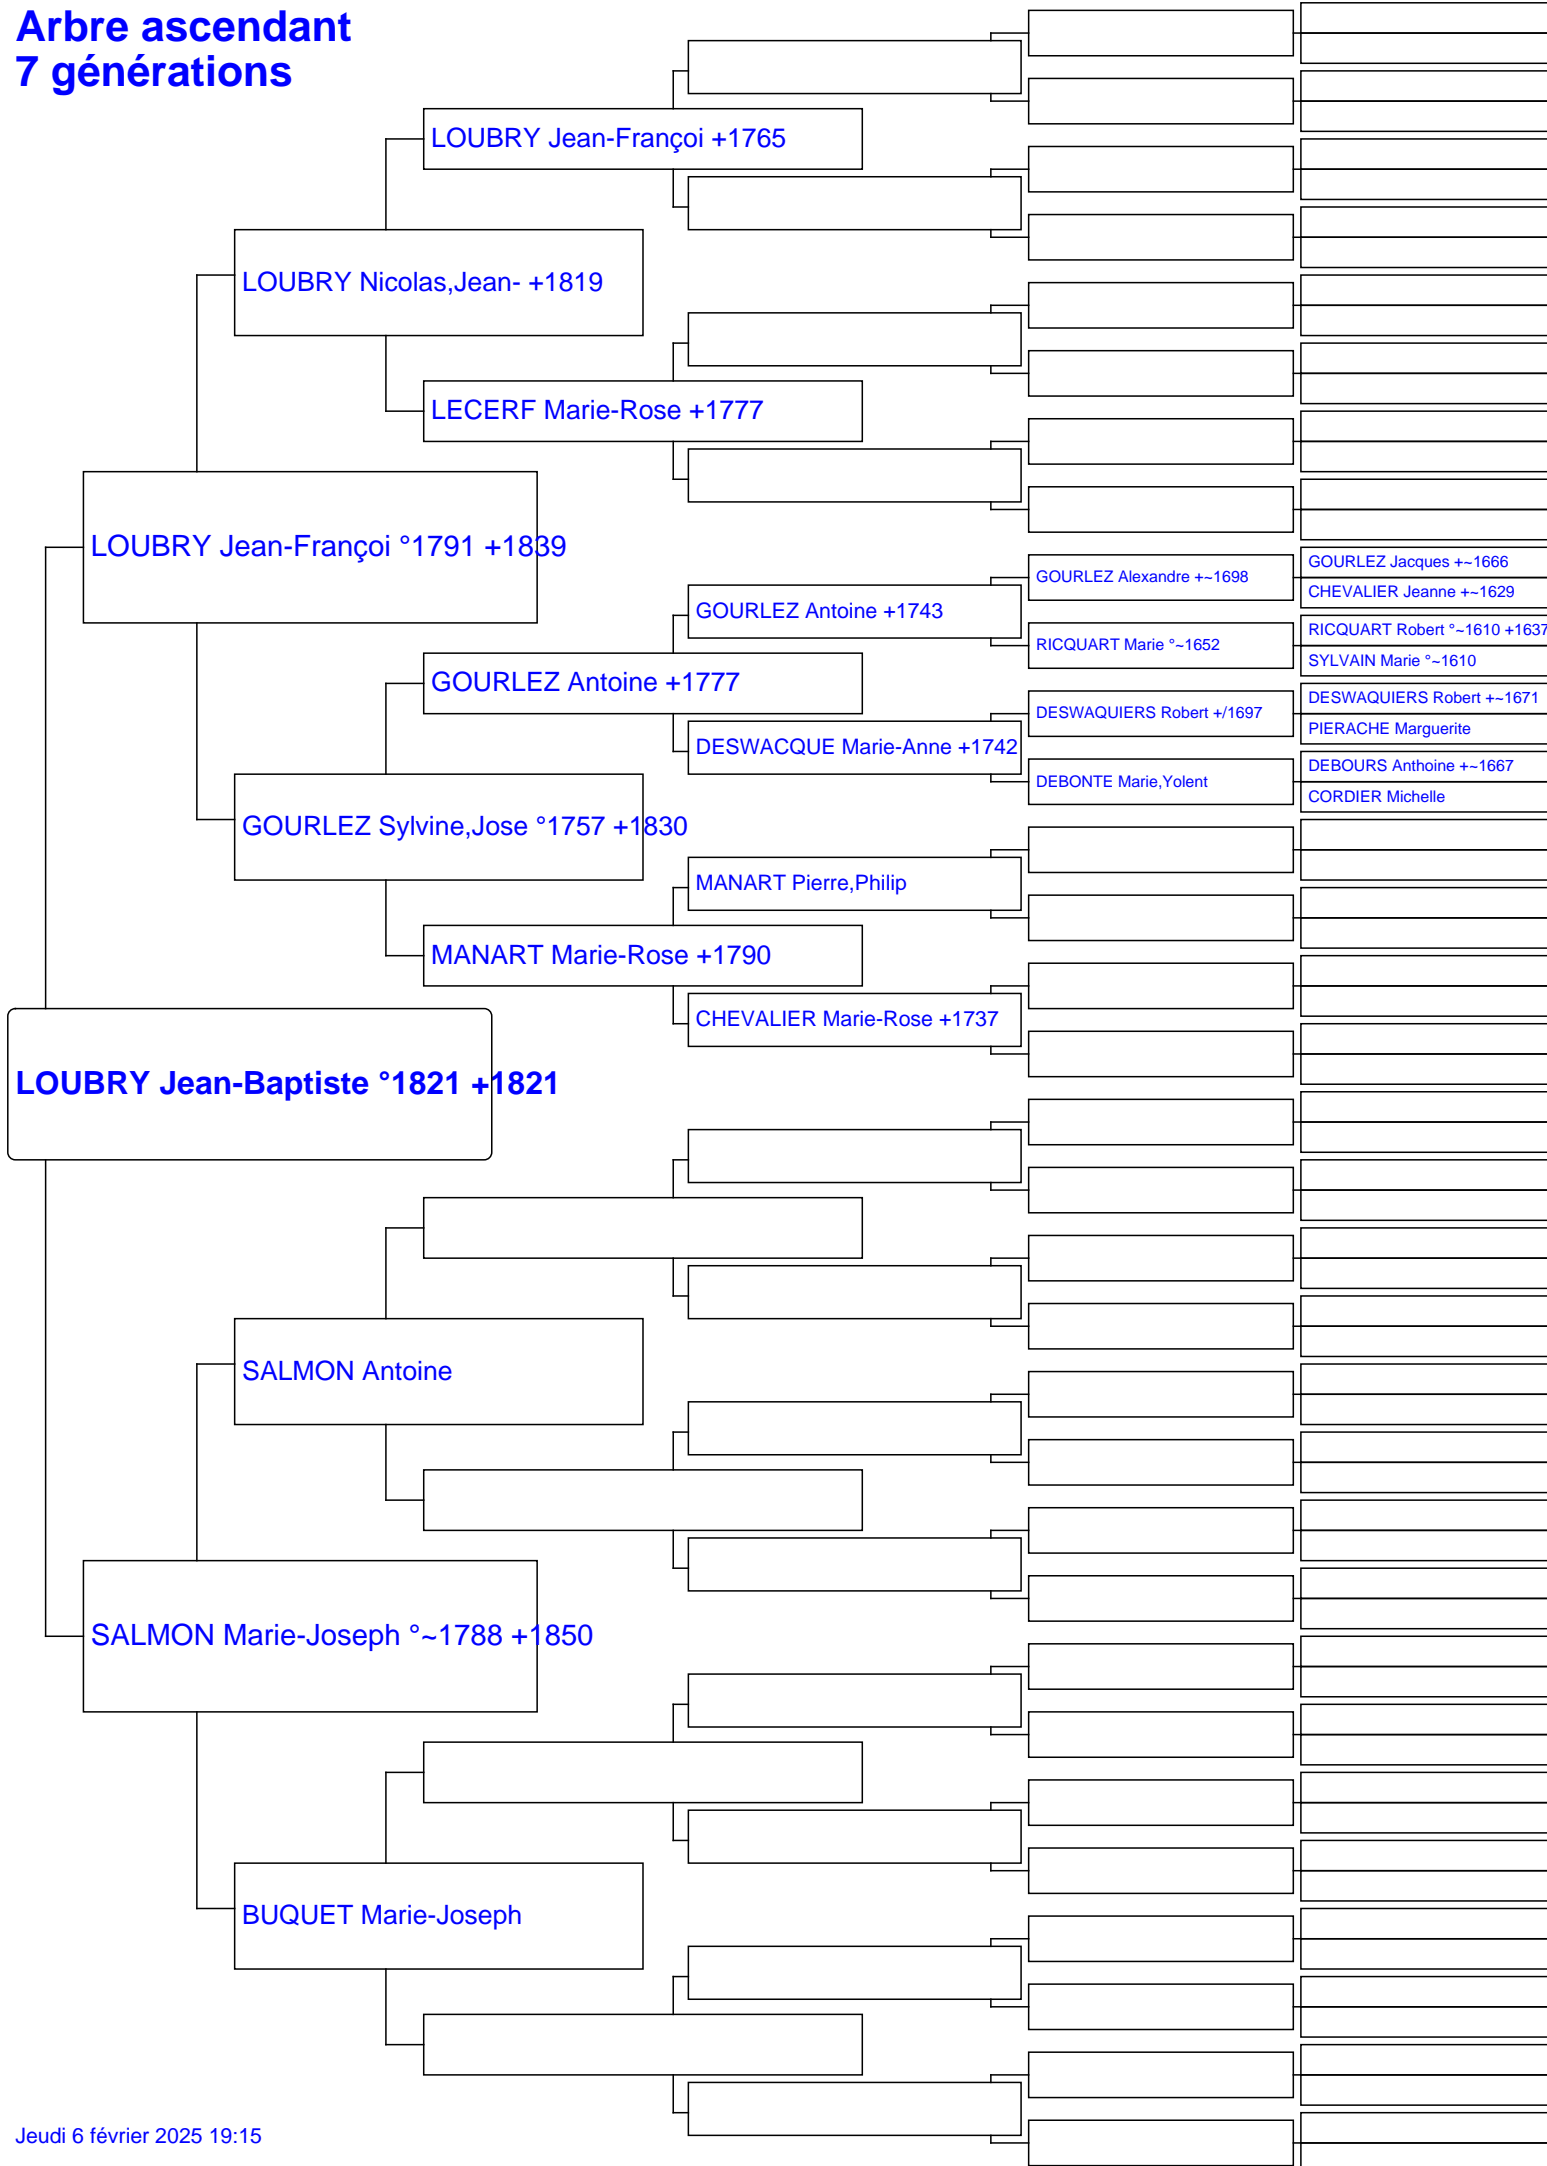 Arbre ascendant
7 générations
LOUBRY Jean-Françoi +1765
LOUBRY Nicolas,Jean- +1819
LECERF Marie-Rose +1777
LOUBRY Jean-Françoi °1791 +1839
GOURLEZ Jacques +~1666
GOURLEZ Alexandre +~1698
CHEVALIER Jeanne +~1629
GOURLEZ Antoine +1743
RICQUART Robert °~1610 +1637
RICQUART Marie °~1652
SYLVAIN Marie °~1610
GOURLEZ Antoine +1777
DESWAQUIERS Robert +~1671
DESWAQUIERS Robert +/1697
PIERACHE Marguerite
DESWACQUE Marie-Anne +1742
DEBOURS Anthoine +~1667
DEBONTE Marie,Yolent
CORDIER Michelle
GOURLEZ Sylvine,Jose °1757 +1830
MANART Pierre,Philip
MANART Marie-Rose +1790
CHEVALIER Marie-Rose +1737
LOUBRY Jean-Baptiste °1821 +1821
SALMON Antoine
SALMON Marie-Joseph °~1788 +1850
BUQUET Marie-Joseph
Jeudi 6 février 2025 19:15